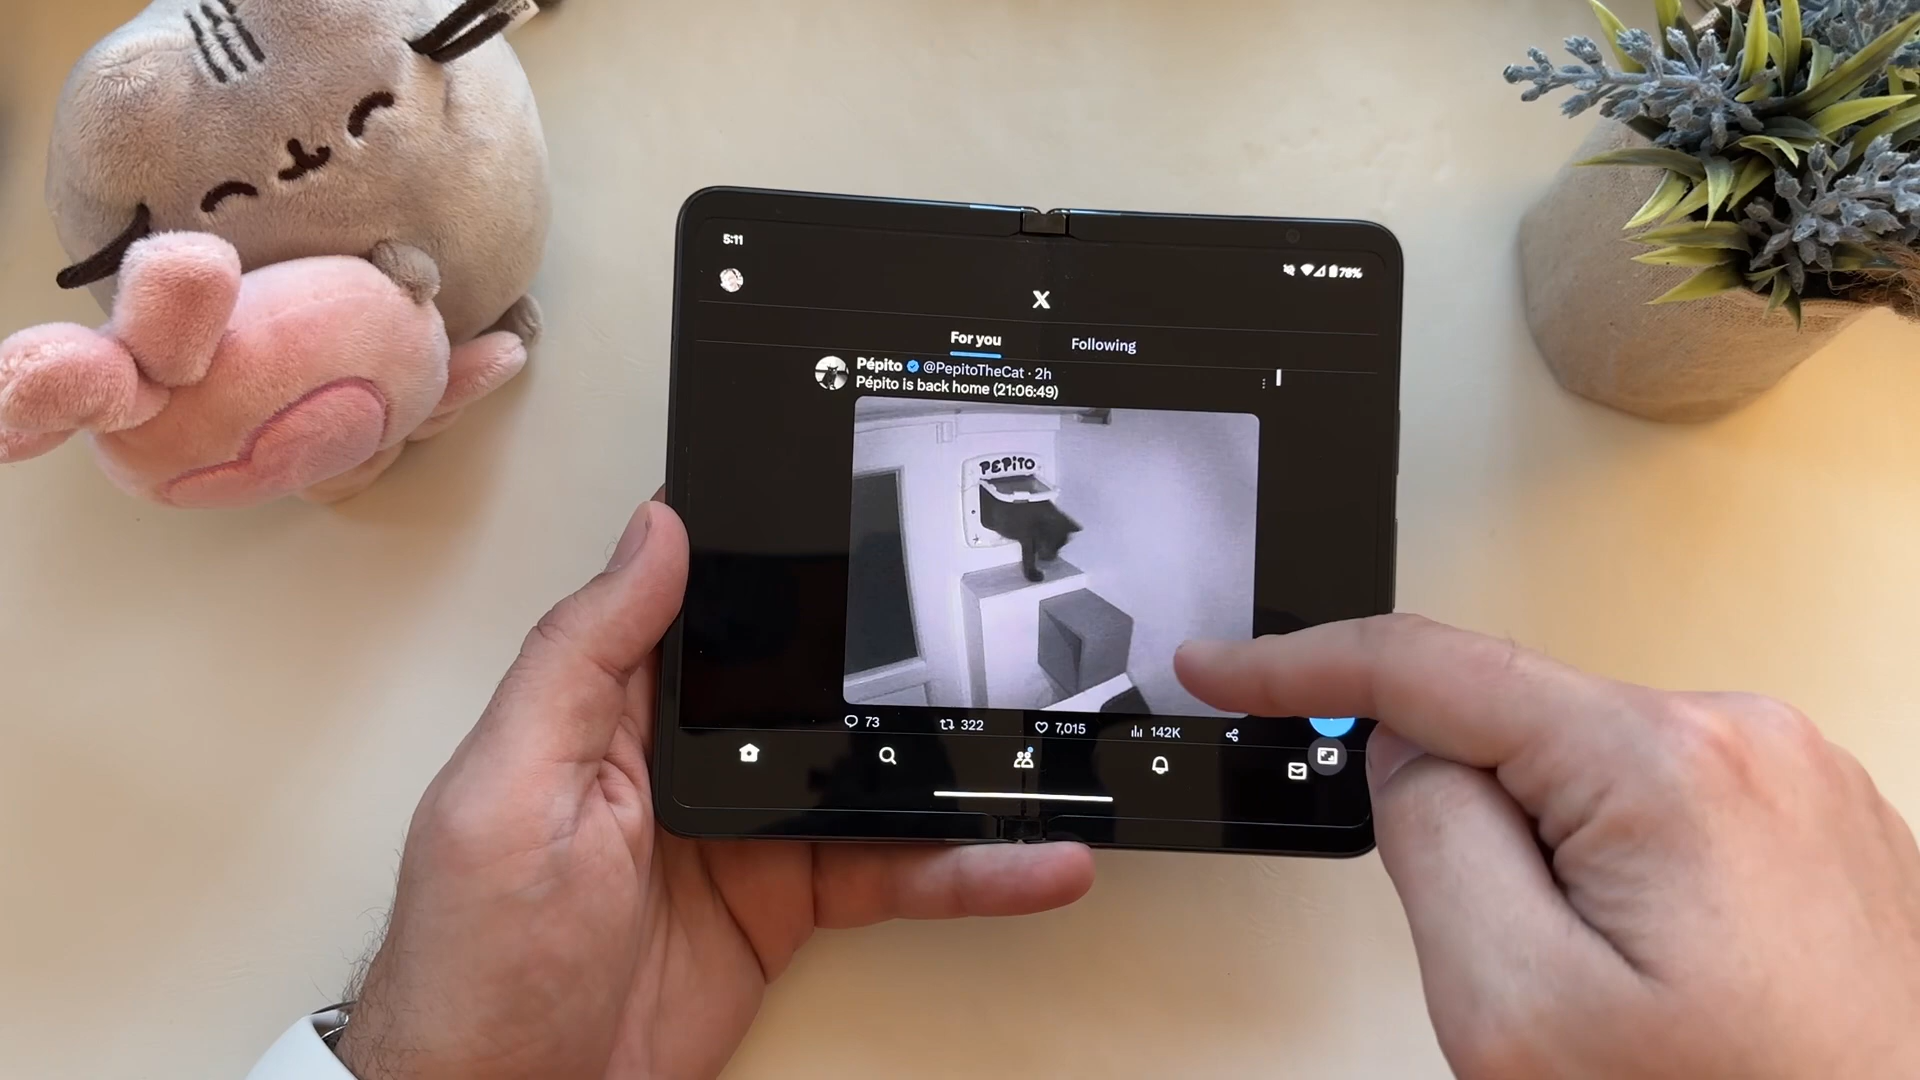 5:11
78%
X
For you
Following
Pépito @PepitoTheCat · 2h
Pépito is back home (21:06:49)
PEPITO
73
322
7,015
142K